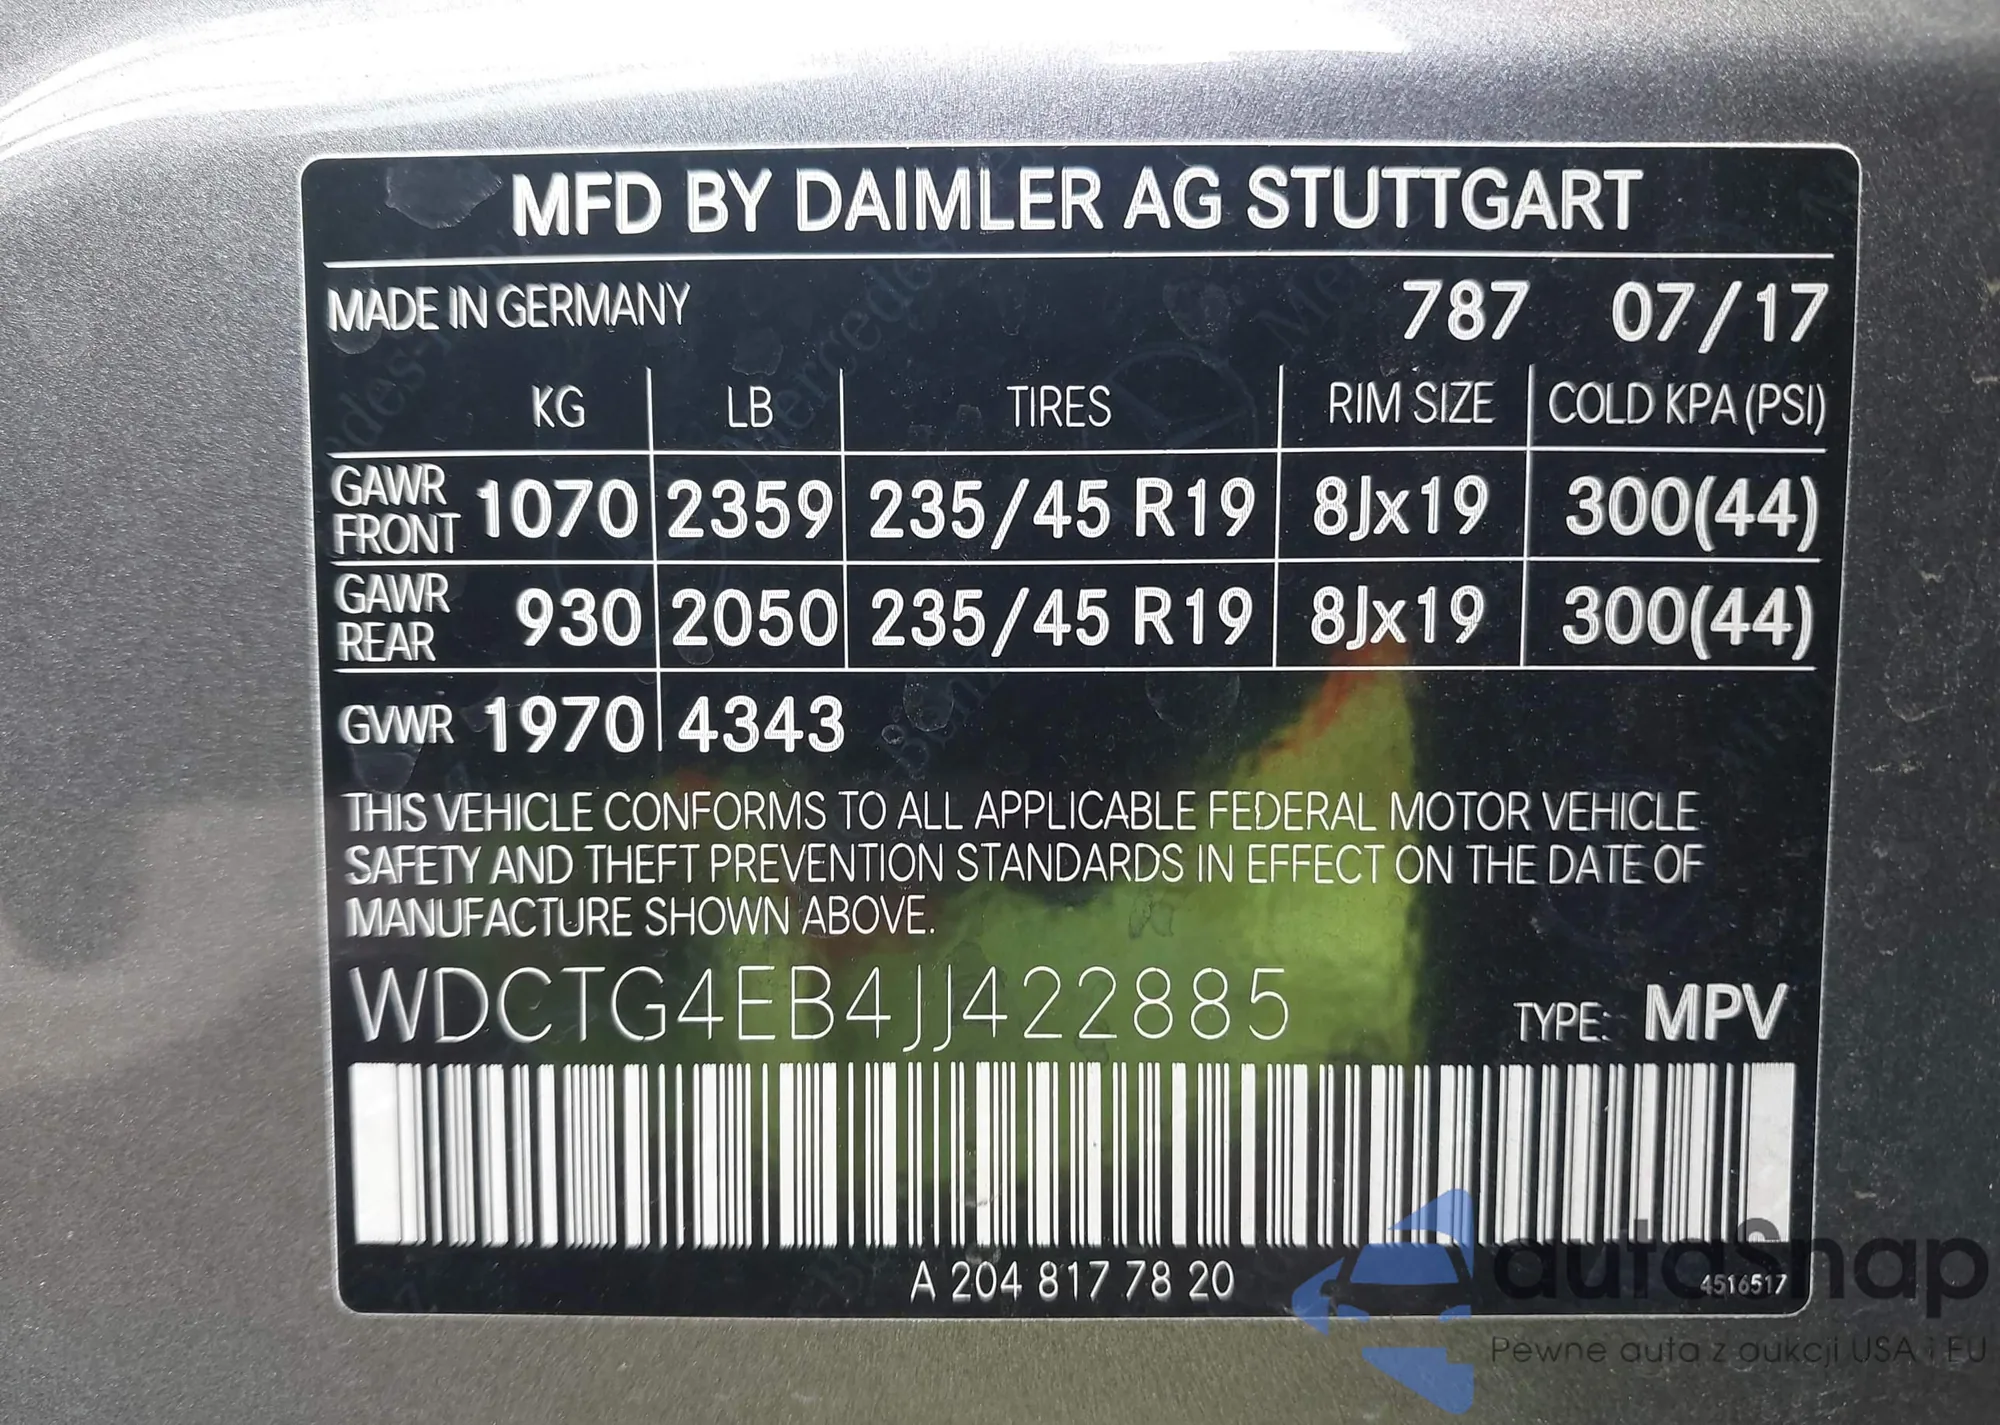 MFD BY DAIMLER AG STUTTGART
MADE IN GERMANY 787 07/17
KG LB TIRES RIM SIZE COLD KPA (PSI)
GAWR FRONT 1070 2359 235/45 R19 8Jx19 300(44)
GAWR REAR 930 2050 235/45 R19 8Jx19 300(44)
GVWR 1970 4343
THIS VEHICLE CONFORMS TO ALL APPLICABLE FEDERAL MOTOR VEHICLE
SAFETY AND THEFT PREVENTION STANDARDS IN EFFECT ON THE DATE OF
MANUFACTURE SHOWN ABOVE.
WDCTG4EB4JJ422885 TYPE: MPV
A 204 817 78 20
4516517
autoSnap
Pewne auta z aukcji USA i EU